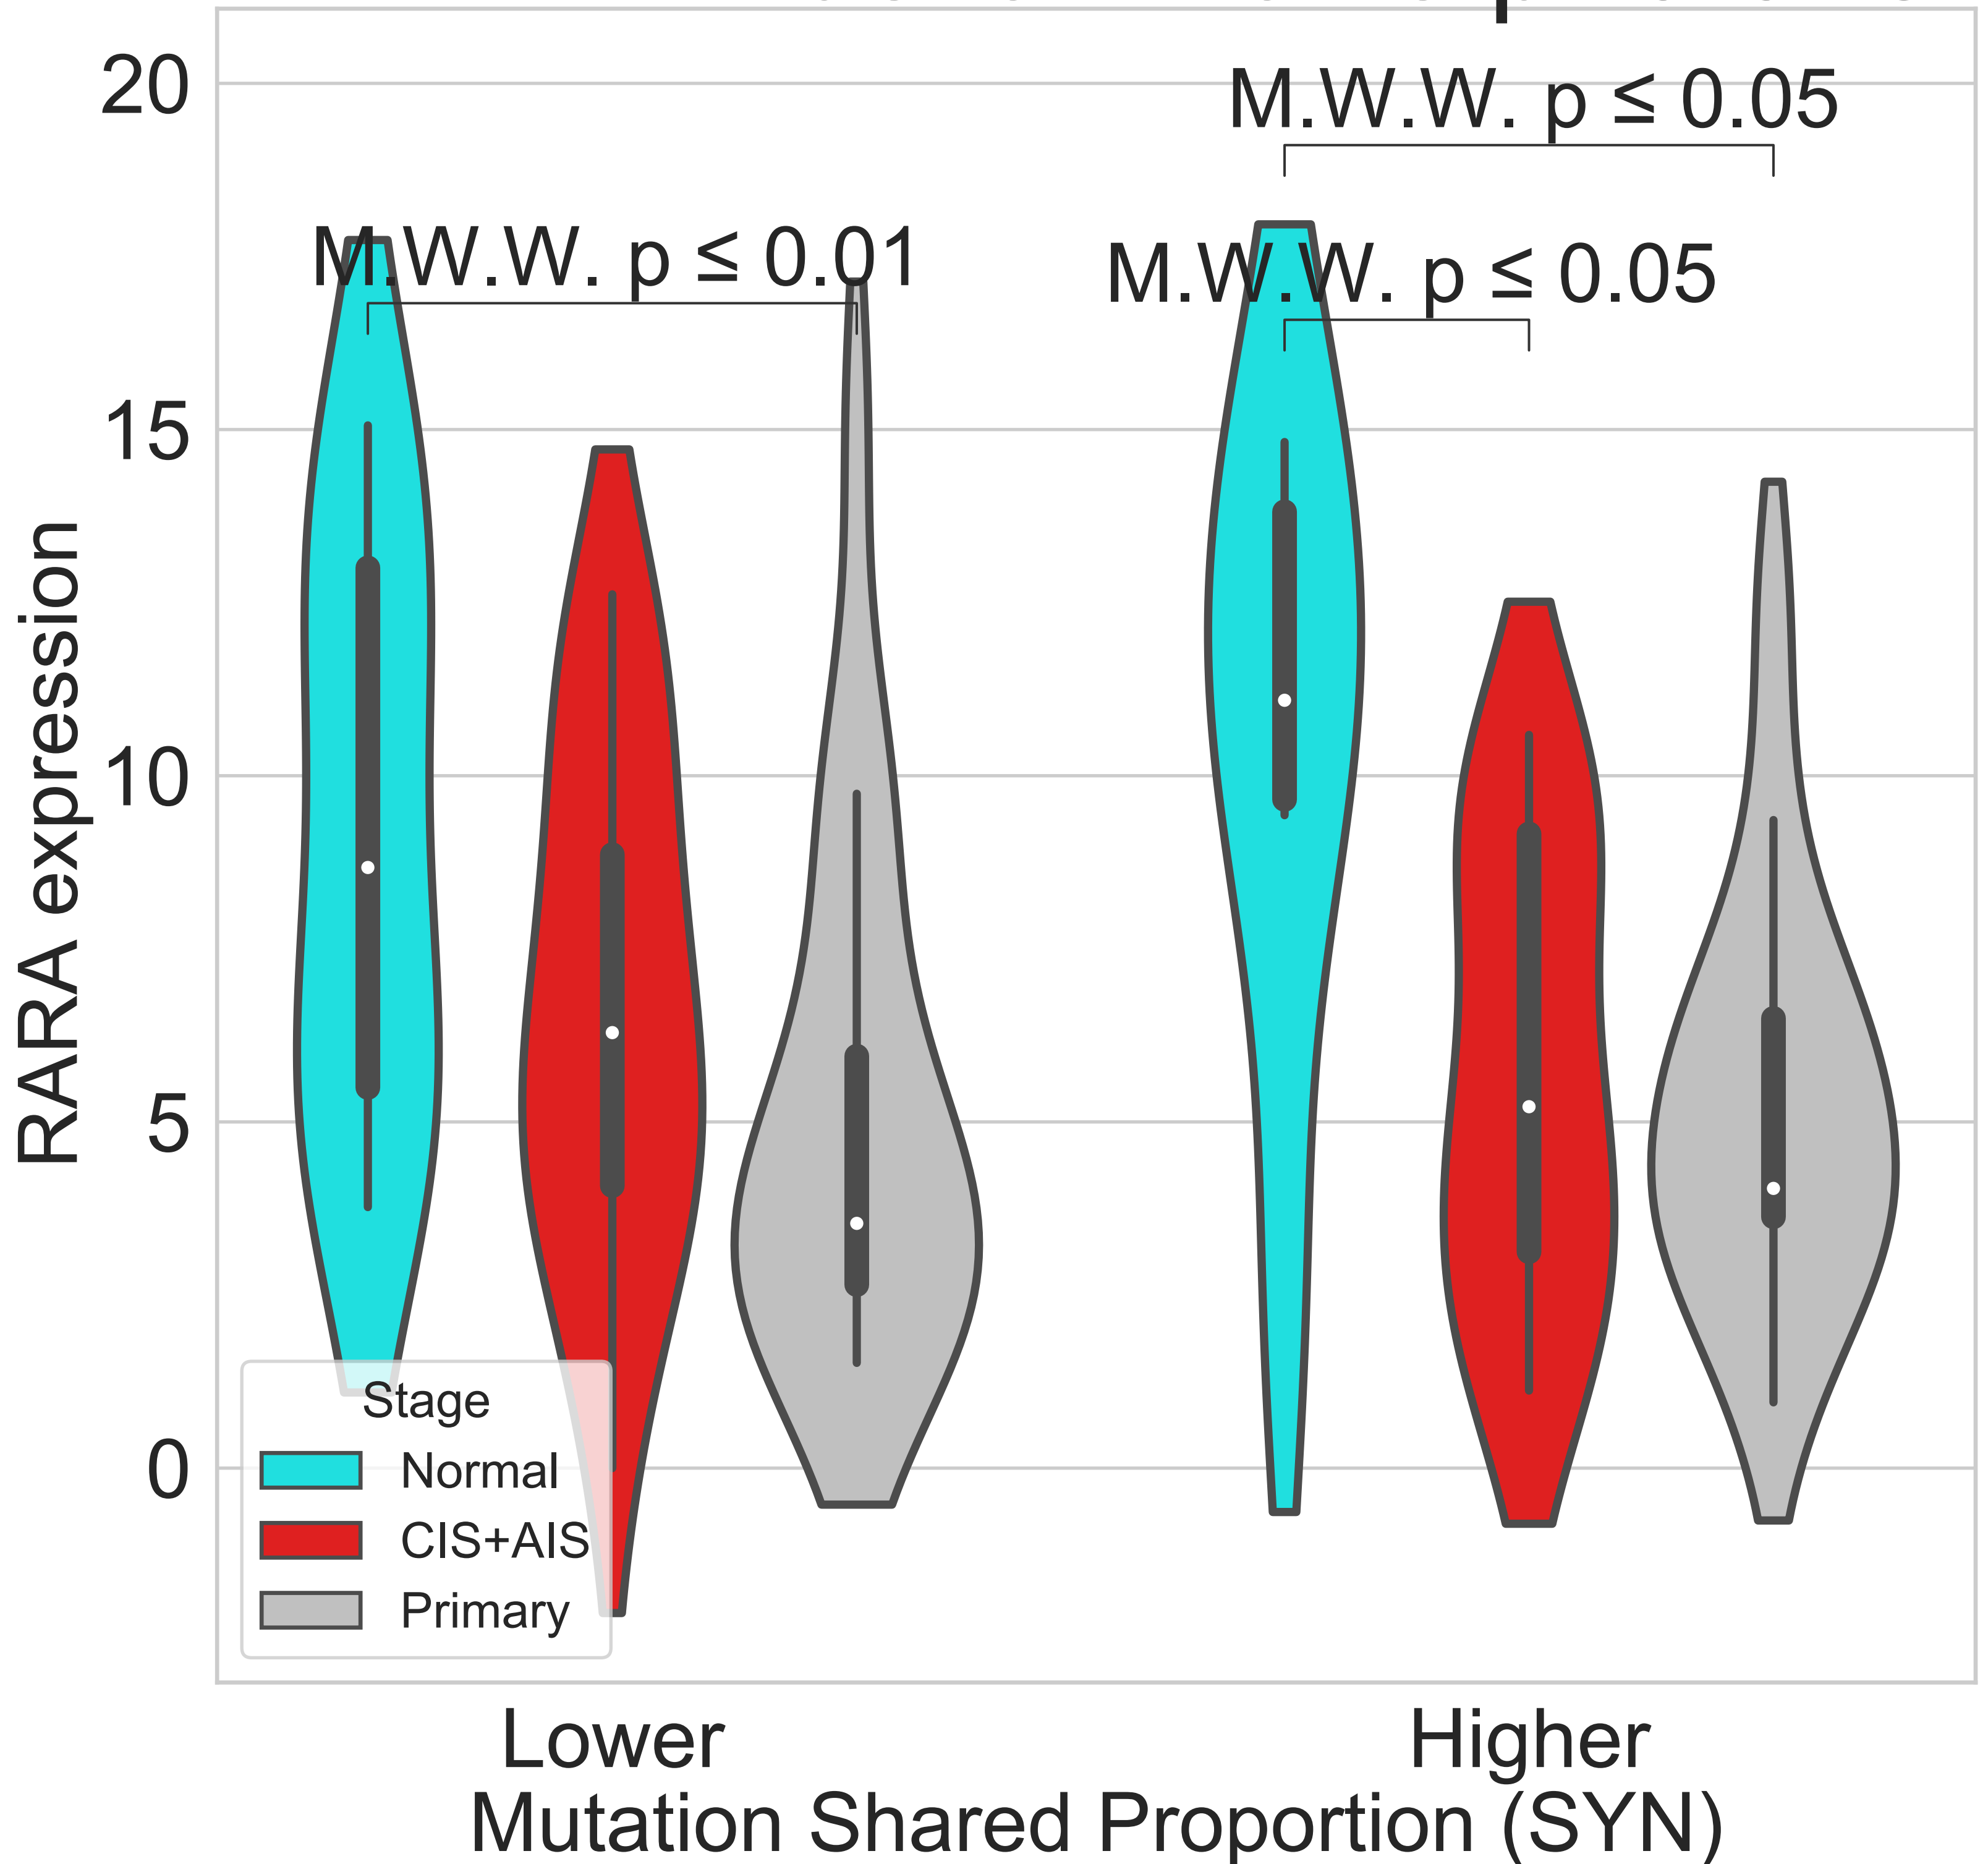 20
M.W.W. p ≤ 0.05
M.W.W. p ≤ 0.01
M.W.W. p ≤ 0.05
15
10
5
0
RARA expression
Stage
Normal
CIS+AIS
Primary
Lower
Higher
Mutation Shared Proportion (SYN)